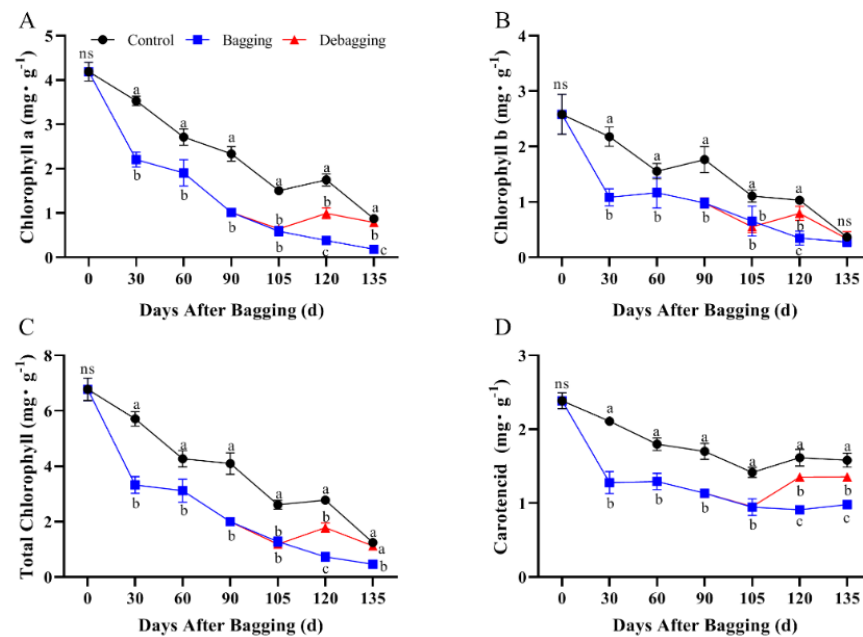 A
B
Control Bagging Debagging
Chlorophyll a (mg· g⁻¹)
5
4
3
2
1
0
ns
a
a
a
a
a
a
b
b
b
b
b
b
b
c
c
0 30 60 90 105 120 135
Days After Bagging (d)
Chlorophyll b (mg· g⁻¹)
4
3
2
1
0
ns
a
a
a
a
a
ns
b
b
b
b
b
b
b
c
0 30 60 90 105 120 135
Days After Bagging (d)
C
D
Total Chlorophyll (mg· g⁻¹)
8
6
4
2
0
ns
a
a
a
a
a
a
a
b
b
b
b
b
b
b
c
0 30 60 90 105 120 135
Days After Bagging (d)
Carotencid (mg· g⁻¹)
3
2
1
0
ns
a
a
a
a
a
a
b
b
b
b
b
b
c
c
0 30 60 90 105 120 135
Days After Bagging (d)